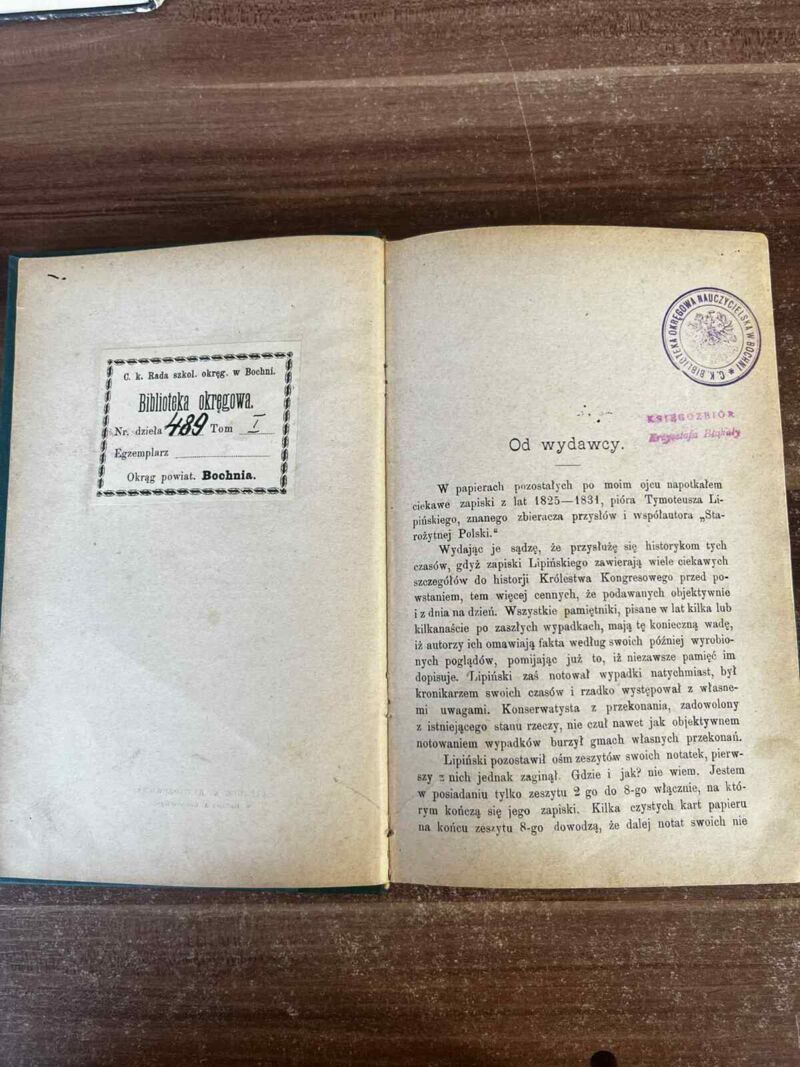 C. k. Rada szkol. okręg. w Bochni.
Biblioteka okręgowa.
Nr. dzieła 489 Tom I
Egzemplarz
Okrąg powiat. Bochnia.
C. K. BIBLIOTEKA OKRĘGOWA NAUCZYCIELSKA W BOCHNI *
KSIĘGOZBIÓR
Krzysztofa
Od wydawcy.
W papierach pozostałych po moim ojcu napotkałem
ciekawe zapiski z lat 1825—1831, pióra Tymoteusza Li-
pińskiego, znanego zbieracza przysłów i współautora „Sta-
rożytnej Polski.“
Wydając je sądzę, że przysłużę się historykom tych
czasów, gdyż zapiski Lipińskiego zawierają wiele ciekawych
szczegółów do historji Królestwa Kongresowego przed po-
wstaniem, tem więcej cennych, że podawanych objektywnie
i z dnia na dzień. Wszystkie pamiętniki, pisane w lat kilka lub
kilkanaście po zaszłych wypadkach, mają tę konieczną wadę,
iż autorzy ich omawiają fakta według swoich później wyrobio-
nych poglądów, pomijając już to, iż niezawsze pamięć im
dopisuje. Lipiński zaś notował wypadki natychmiast, był
kronikarzem swoich czasów i rzadko występował z własne-
mi uwagami. Konserwatysta z przekonania, zadowolony
z istniejącego stanu rzeczy, nie czuł nawet jak objektywnem
notowaniem wypadków burzył gmach własnych przekonań.
Lipiński pozostawił ośm zeszytów swoich notatek, pierw-
szy z nich jednak zaginął. Gdzie i jak? nie wiem. Jestem
w posiadaniu tylko zeszytu 2 go do 8-go włącznie, na któ-
rym kończą się jego zapiski. Kilka czystych kart papieru
na końcu zeszytu 8-go dowodzą, że dalej notat swoich nie